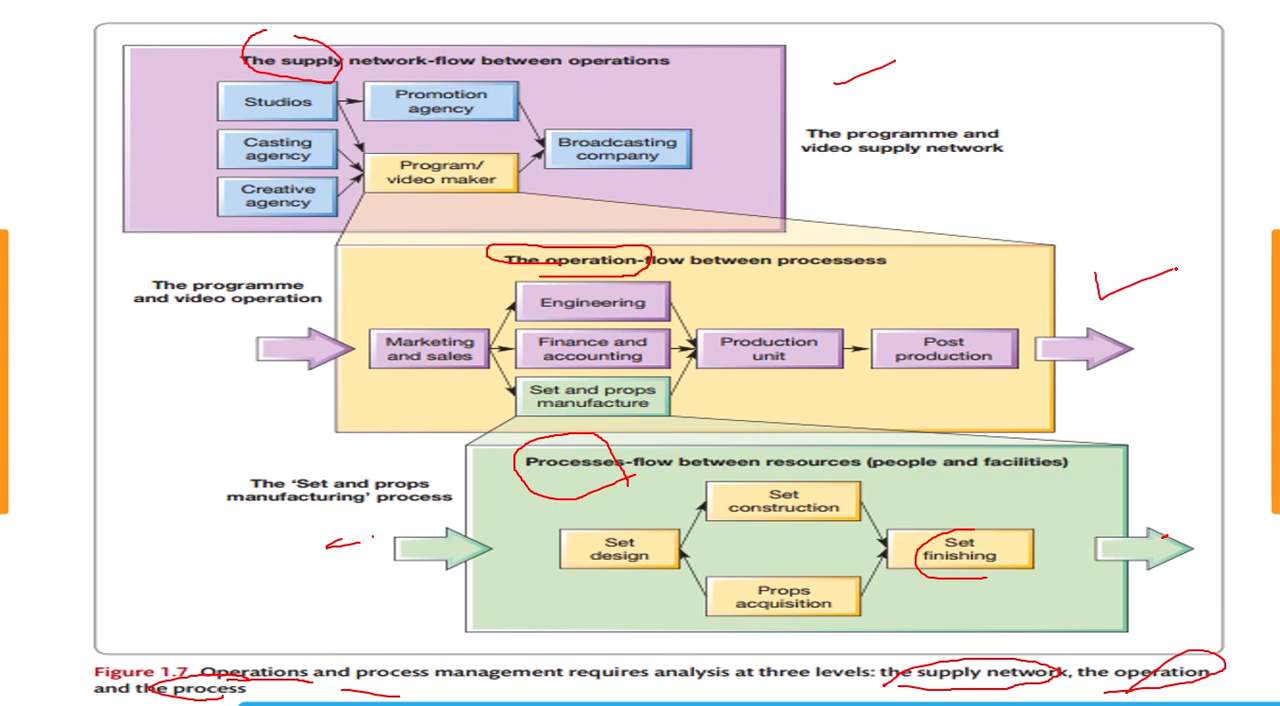 The supply network-flow between operations
Studios
Promotion
agency
Casting
agency
Broadcasting
company
Program/
video maker
Creative
agency
The programme and
video supply network
The operation-flow between processess
The programme
and video operation
Engineering
Marketing
and sales
Finance and
accounting
Production
unit
Post
production
Set and props
manufacture
Processes-flow between resources (people and facilities)
The ‘Set and props
manufacturing’ process
Set
construction
Set
design
Set
finishing
Props
acquisition
Figure 1.7 Operations and process management requires analysis at three levels: the supply network, the operation
and the process